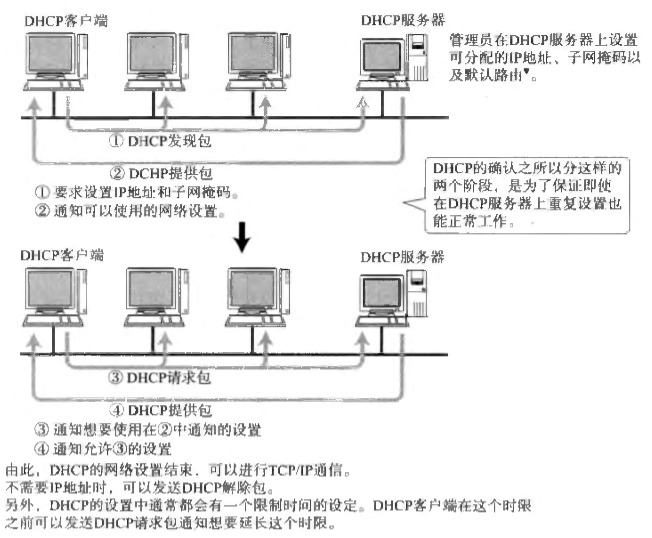 DHCP客户端
DHCP服务器
管理员在DHCP服务器上设置
可分配的IP地址、子网掩码以
及默认路由▼。
① DHCP发现包
② DCHP提供包
① 要求设置IP地址和子网掩码。
② 通知可以使用的网络设置。
DHCP的确认之所以分这样的
两个阶段，是为了保证即使
在DHCP服务器上重复设置也
能正常工作。
DHCP客户端
DHCP服务器
③ DHCP请求包
④ DHCP提供包
③ 通知想要使用在②中通知的设置
④ 通知允许③的设置
由此，DHCP的网络设置结束，可以进行TCP/IP通信。
不需要IP地址时，可以发送DHCP解除包。
另外，DHCP的设置中通常都会有一个限制时间的设定。DHCP客户端在这个时限
之前可以发送DHCP请求包通知想要延长这个时限。